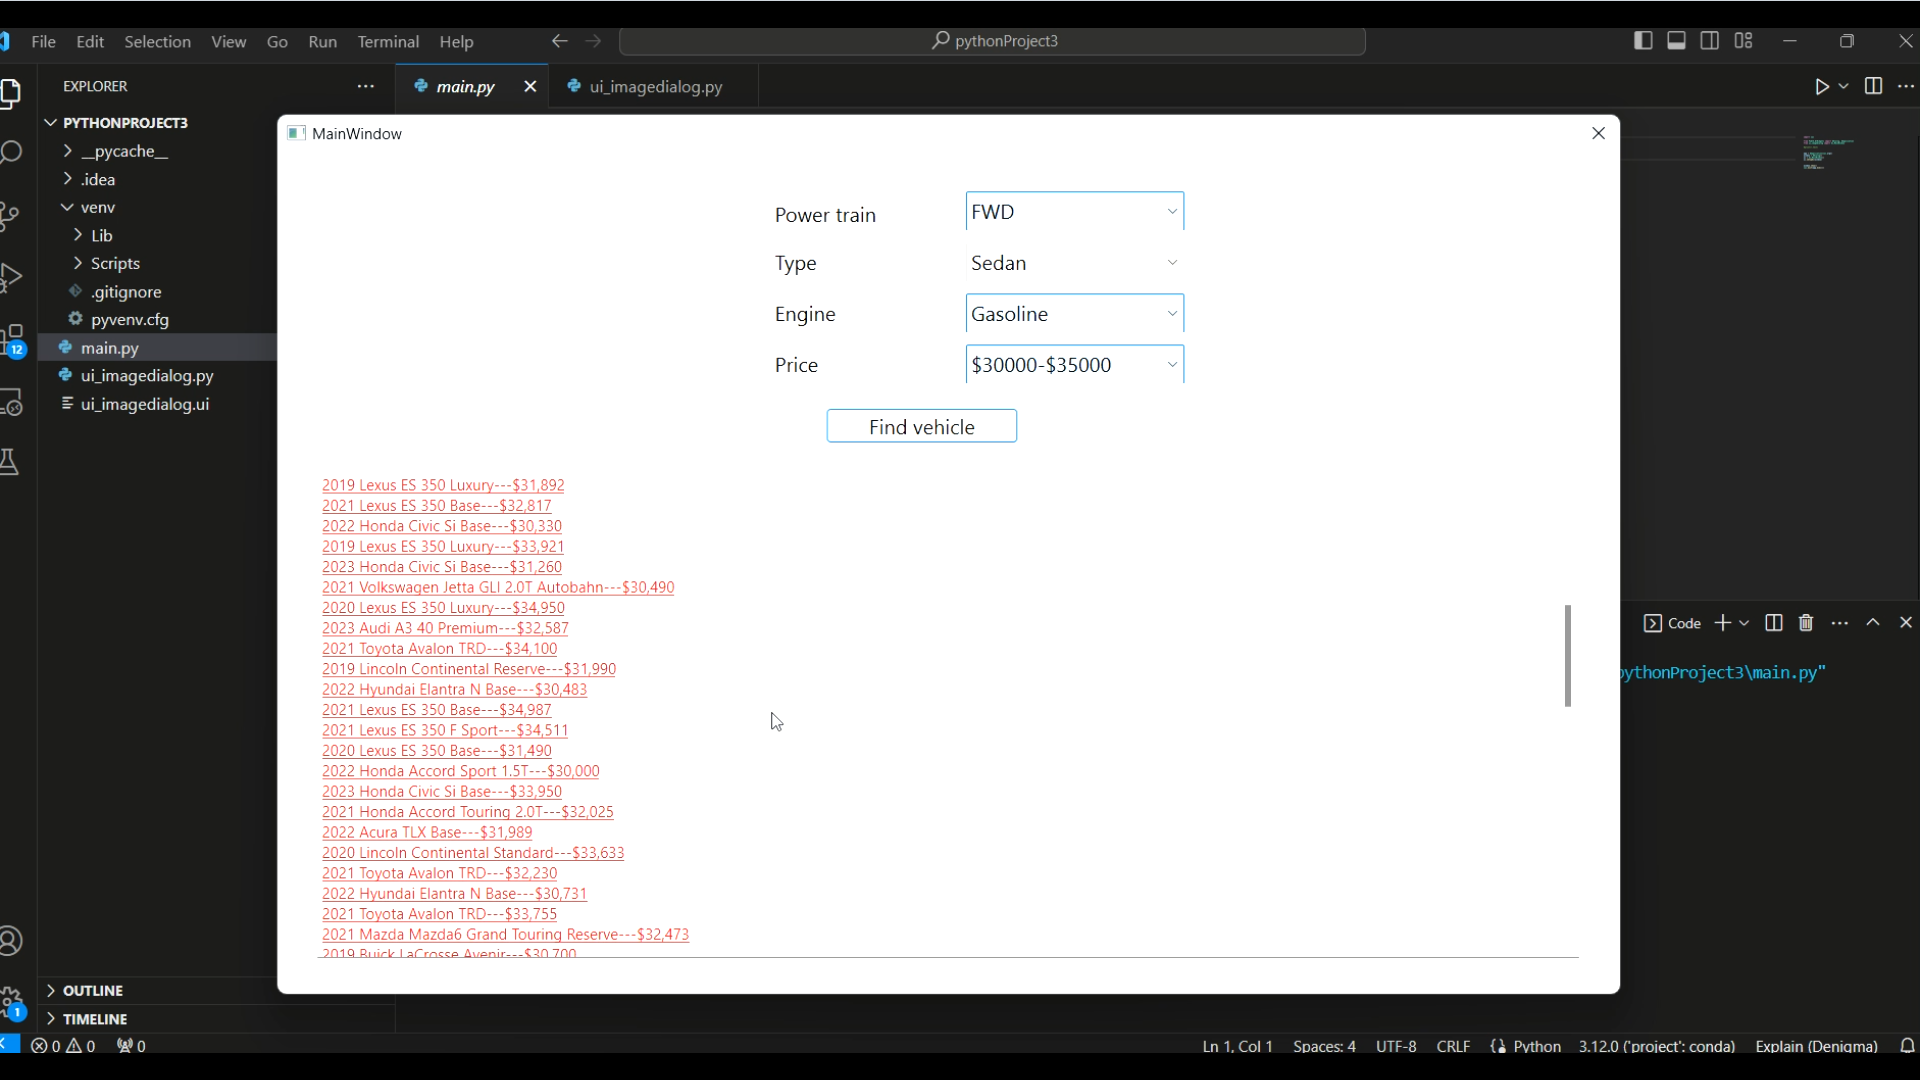 File Edit Selection View Go Run Terminal Help
pythonProject3
EXPLORER
main.py
ui_imagedialog.py
PYTHONPROJECT3
__pycache__
.idea
venv
Lib
Scripts
.gitignore
pyvenv.cfg
main.py
ui_imagedialog.py
ui_imagedialog.ui
12
MainWindow
Power train FWD
Type Sedan
Engine Gasoline
Price $30000-$35000
Find vehicle
2019 Lexus ES 350 Luxury---$31,892
2021 Lexus ES 350 Base---$32,817
2022 Honda Civic Si Base---$30,330
2019 Lexus ES 350 Luxury---$33,921
2023 Honda Civic Si Base---$31,260
2021 Volkswagen Jetta GLI 2.0T Autobahn---$30,490
2020 Lexus ES 350 Luxury---$34,950
2023 Audi A3 40 Premium---$32,587
2021 Toyota Avalon TRD---$34,100
2019 Lincoln Continental Reserve---$31,990
2022 Hyundai Elantra N Base---$30,483
2021 Lexus ES 350 Base---$34,987
2021 Lexus ES 350 F Sport---$34,511
2020 Lexus ES 350 Base---$31,490
2022 Honda Accord Sport 1.5T---$30,000
2023 Honda Civic Si Base---$33,950
2021 Honda Accord Touring 2.0T---$32,025
2022 Acura TLX Base---$31,989
2020 Lincoln Continental Standard---$33,633
2021 Toyota Avalon TRD---$32,230
2022 Hyundai Elantra N Base---$30,731
2021 Toyota Avalon TRD---$33,755
2021 Mazda Mazda6 Grand Touring Reserve---$32,473
2019 Buick LaCrosse Avenir---$30,700
Code
ythonProject3\main.py"
OUTLINE
TIMELINE
1
0 0 0
Ln 1, Col 1 Spaces: 4 UTF-8 CRLF Python 3.12.0 ('project': conda) Explain (Denigma)